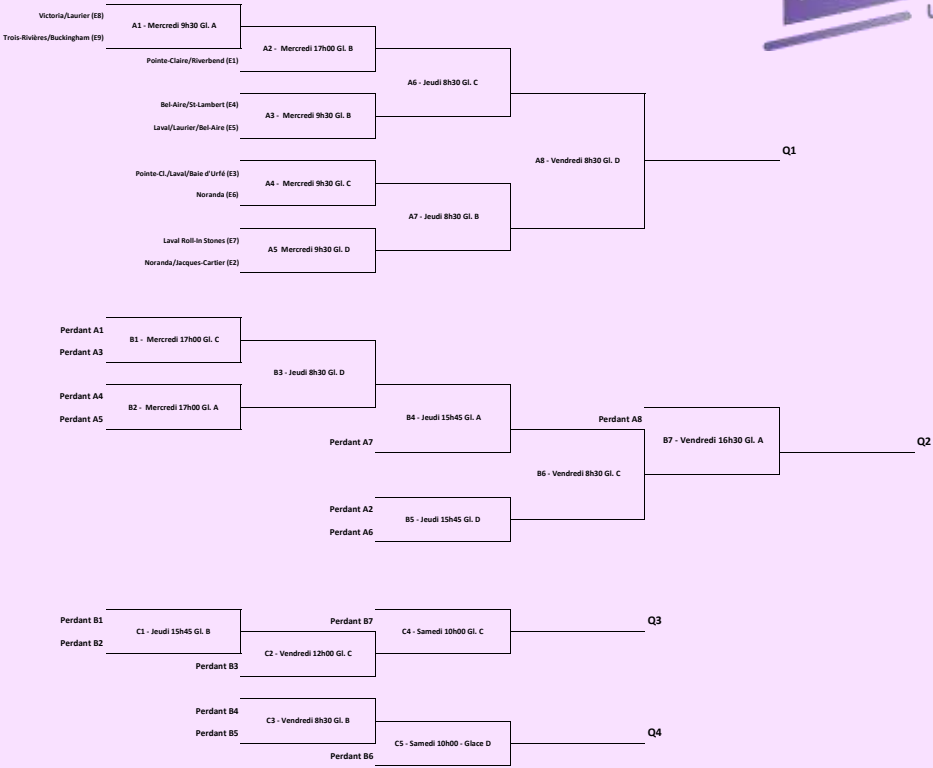 Victoria/Laurier (E8)
A1 - Mercredi 9h30 Gl. A
Trois-Rivières/Buckingham (E9)
A2 - Mercredi 17h00 Gl. B
Pointe-Claire/Riverbend (E1)
A6 - Jeudi 8h30 Gl. C
Bel-Aire/St-Lambert (E4)
A3 - Mercredi 9h30 Gl. B
Laval/Laurier/Bel-Aire (E5)
A8 - Vendredi 8h30 Gl. D
Q1
Pointe-Cl./Laval/Baie d'Urfé (E3)
A4 - Mercredi 9h30 Gl. C
Noranda (E6)
A7 - Jeudi 8h30 Gl. B
Laval Roll-In Stones (E7)
A5 Mercredi 9h30 Gl. D
Noranda/Jacques-Cartier (E2)
Perdant A1
B1 - Mercredi 17h00 Gl. C
Perdant A3
B3 - Jeudi 8h30 Gl. D
Perdant A4
B2 - Mercredi 17h00 Gl. A
Perdant A5
B4 - Jeudi 15h45 Gl. A
Perdant A7
Perdant A8
B7 - Vendredi 16h30 Gl. A
Q2
B6 - Vendredi 8h30 Gl. C
Perdant A2
B5 - Jeudi 15h45 Gl. D
Perdant A6
Perdant B1
C1 - Jeudi 15h45 Gl. B
Perdant B2
Perdant B7
C4 - Samedi 10h00 Gl. C
Q3
C2 - Vendredi 12h00 Gl. C
Perdant B3
Perdant B4
C3 - Vendredi 8h30 Gl. B
Perdant B5
C5 - Samedi 10h00 - Glace D
Q4
Perdant B6